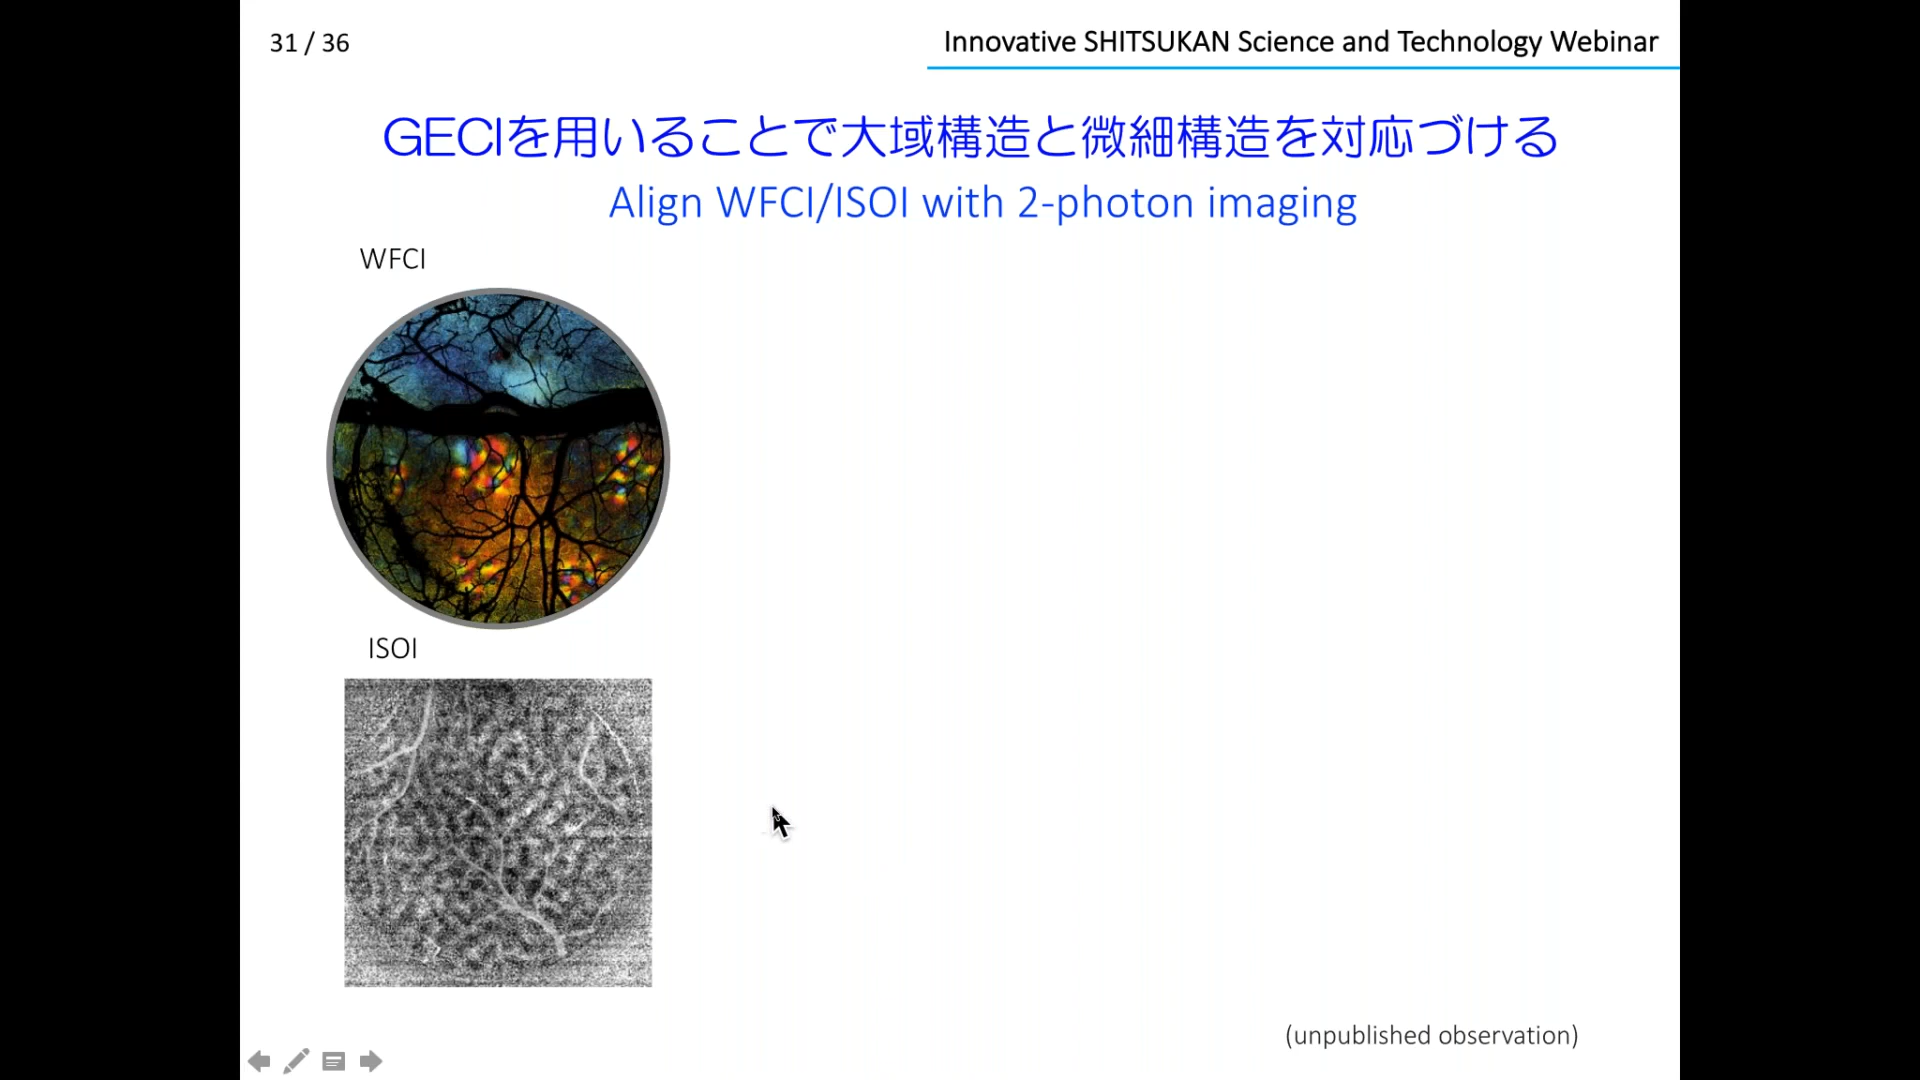 31 / 36
Innovative SHITSUKAN Science and Technology Webinar
GECIを用いることで大域構造と微細構造を対応づける
Align WFCI/ISOI with 2-photon imaging
WFCI
ISOI
(unpublished observation)